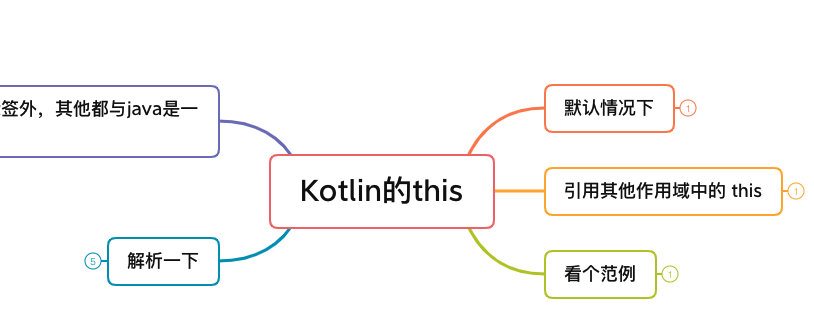 Kotlin的this
默认情况下
1
引用其他作用域中的 this
1
看个范例
1
解析一下
5
签外，其他都与java是一